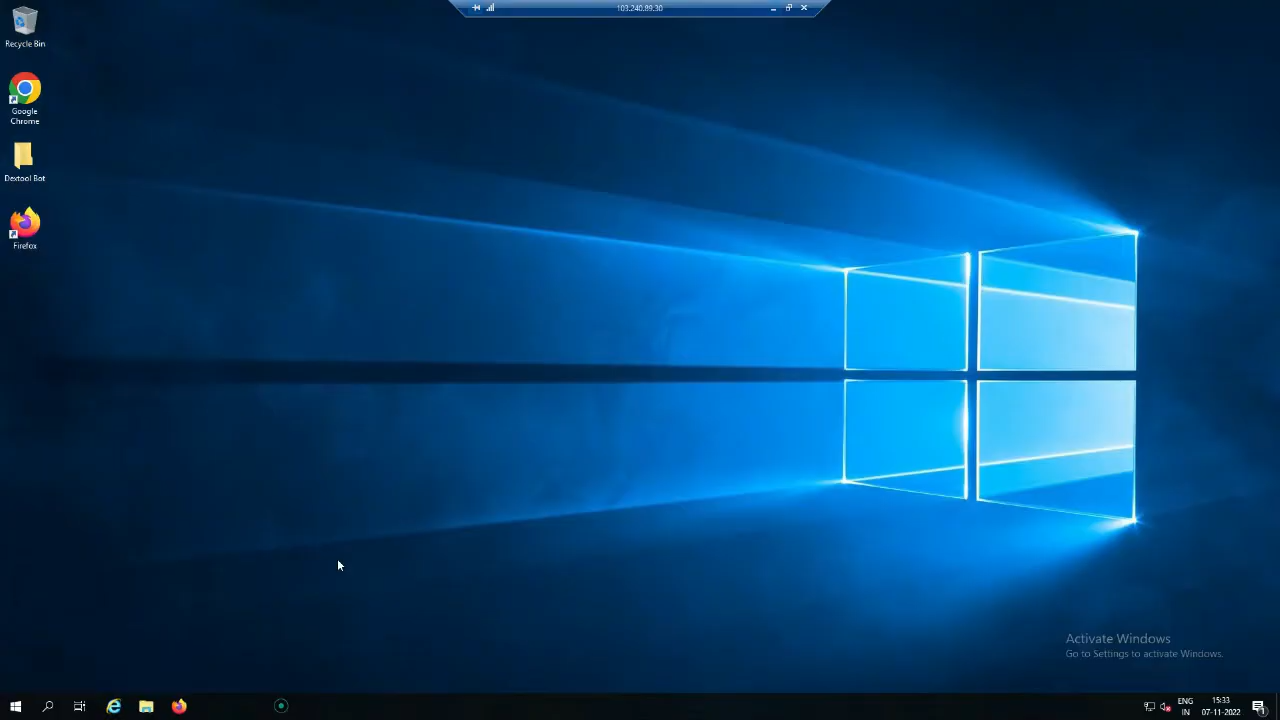 103.240.89.30
Recycle Bin
Google
Chrome
Dextool Bot
Firefox
Activate Windows
Go to Settings to activate Windows.
ENG
IN
15:33
07-11-2022
1